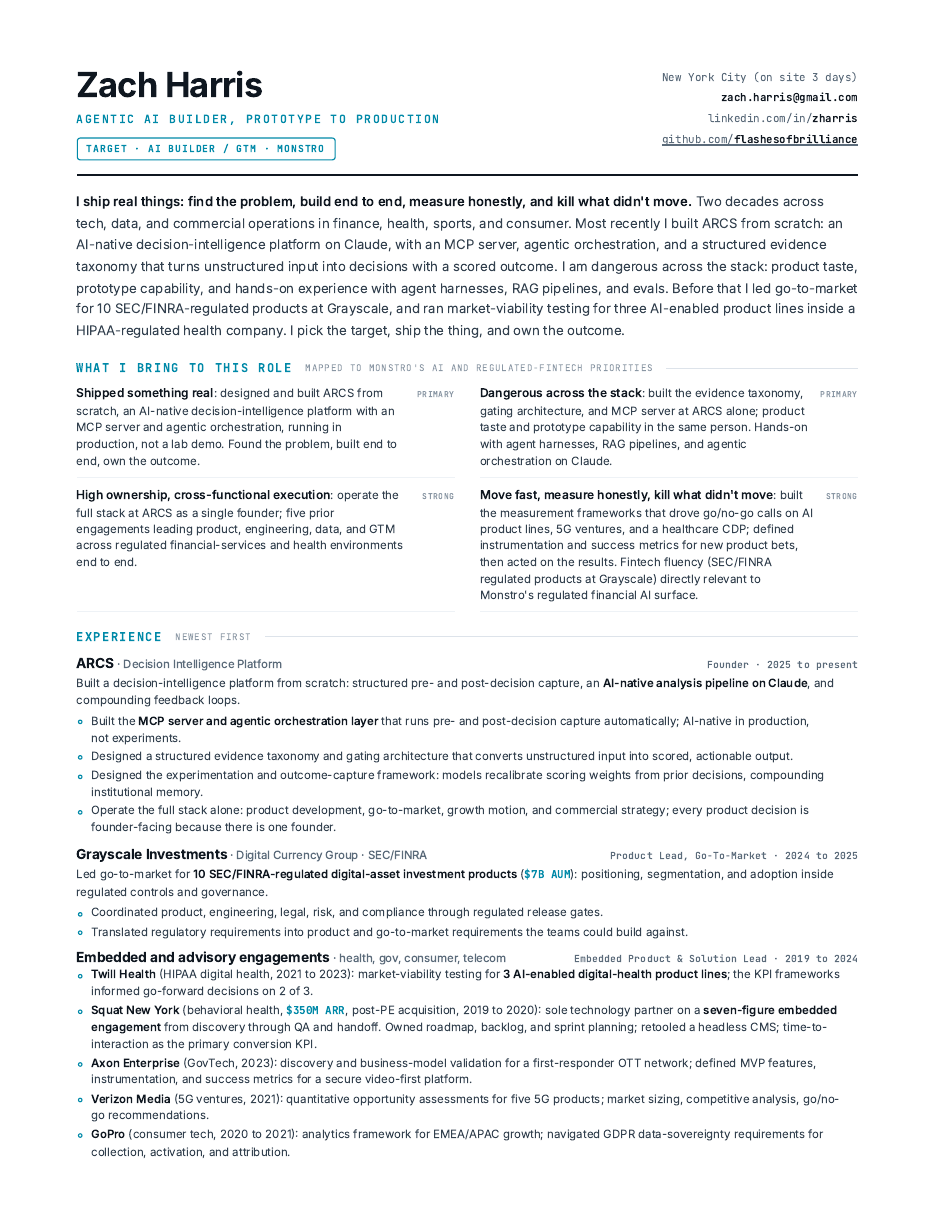 Zach Harris
AGENTIC AI BUILDER, PROTOTYPE TO PRODUCTION
TARGET · AI BUILDER / GTM · MONSTRO
New York City (on site 3 days)
zach.harris@gmail.com
linkedin.com/in/zharris
github.com/flashesofbrilliance
I ship real things: find the problem, build end to end, measure honestly, and kill what didn't move. Two decades across
tech, data, and commercial operations in finance, health, sports, and consumer. Most recently I built ARCS from scratch: an
AI-native decision-intelligence platform on Claude, with an MCP server, agentic orchestration, and a structured evidence
taxonomy that turns unstructured input into decisions with a scored outcome. I am dangerous across the stack: product taste,
prototype capability, and hands-on experience with agent harnesses, RAG pipelines, and evals. Before that I led go-to-market
for 10 SEC/FINRA-regulated products at Grayscale, and ran market-viability testing for three AI-enabled product lines inside a
HIPAA-regulated health company. I pick the target, ship the thing, and own the outcome.
WHAT I BRING TO THIS ROLE MAPPED TO MONSTRO'S AI AND REGULATED-FINTECH PRIORITIES
Shipped something real: designed and built ARCS from
scratch, an AI-native decision-intelligence platform with an
MCP server and agentic orchestration, running in
production, not a lab demo. Found the problem, built end to
end, own the outcome.
PRIMARY
Dangerous across the stack: built the evidence taxonomy,
gating architecture, and MCP server at ARCS alone; product
taste and prototype capability in the same person. Hands-on
with agent harnesses, RAG pipelines, and agentic
orchestration on Claude.
PRIMARY
High ownership, cross-functional execution: operate the
full stack at ARCS as a single founder; five prior
engagements leading product, engineering, data, and GTM
across regulated financial-services and health environments
end to end.
STRONG
Move fast, measure honestly, kill what didn't move: built
the measurement frameworks that drove go/no-go calls on AI
product lines, 5G ventures, and a healthcare CDP; defined
instrumentation and success metrics for new product bets,
then acted on the results. Fintech fluency (SEC/FINRA
regulated products at Grayscale) directly relevant to
Monstro's regulated financial AI surface.
STRONG
EXPERIENCE NEWEST FIRST
ARCS · Decision Intelligence Platform
Founder · 2025 to present
Built a decision-intelligence platform from scratch: structured pre- and post-decision capture, an AI-native analysis pipeline on Claude, and
compounding feedback loops.
Built the MCP server and agentic orchestration layer that runs pre- and post-decision capture automatically; AI-native in production,
not experiments.
Designed a structured evidence taxonomy and gating architecture that converts unstructured input into scored, actionable output.
Designed the experimentation and outcome-capture framework: models recalibrate scoring weights from prior decisions, compounding
institutional memory.
Operate the full stack alone: product development, go-to-market, growth motion, and commercial strategy; every product decision is
founder-facing because there is one founder.
Grayscale Investments · Digital Currency Group · SEC/FINRA
Product Lead, Go-To-Market · 2024 to 2025
Led go-to-market for 10 SEC/FINRA-regulated digital-asset investment products ($7B AUM): positioning, segmentation, and adoption inside
regulated controls and governance.
Coordinated product, engineering, legal, risk, and compliance through regulated release gates.
Translated regulatory requirements into product and go-to-market requirements the teams could build against.
Embedded and advisory engagements · health, gov, consumer, telecom
Embedded Product & Solution Lead · 2019 to 2024
Twill Health (HIPAA digital health, 2021 to 2023): market-viability testing for 3 AI-enabled digital-health product lines; the KPI frameworks
informed go-forward decisions on 2 of 3.
Squat New York (behavioral health, $350M ARR, post-PE acquisition, 2019 to 2020): sole technology partner on a seven-figure embedded
engagement from discovery through QA and handoff. Owned roadmap, backlog, and sprint planning; retooled a headless CMS; time-to-
interaction as the primary conversion KPI.
Axon Enterprise (GovTech, 2023): discovery and business-model validation for a first-responder OTT network; defined MVP features,
instrumentation, and success metrics for a secure video-first platform.
Verizon Media (5G ventures, 2021): quantitative opportunity assessments for five 5G products; market sizing, competitive analysis, go/no-
go recommendations.
GoPro (consumer tech, 2020 to 2021): analytics framework for EMEA/APAC growth; navigated GDPR data-sovereignty requirements for
collection, activation, and attribution.